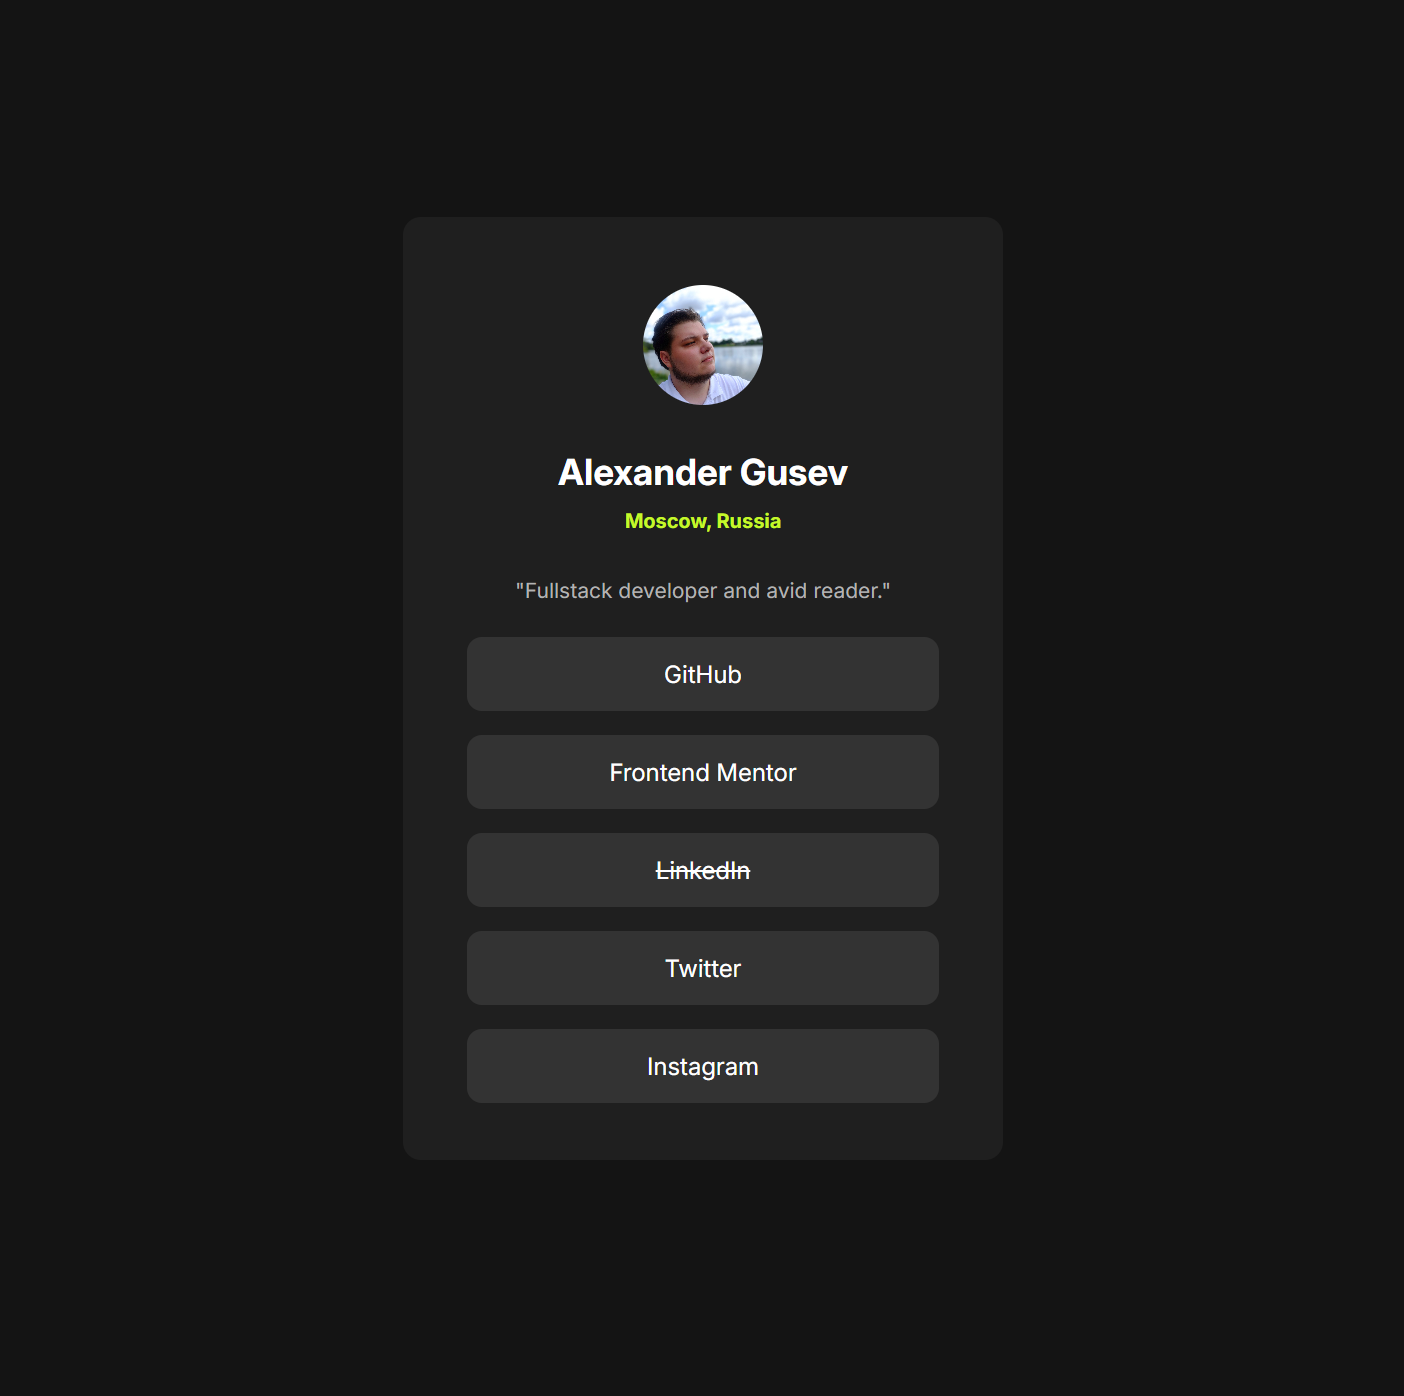 Alexander Gusev
Moscow, Russia
"Fullstack developer and avid reader."
GitHub
Frontend Mentor
LinkedIn
Twitter
Instagram